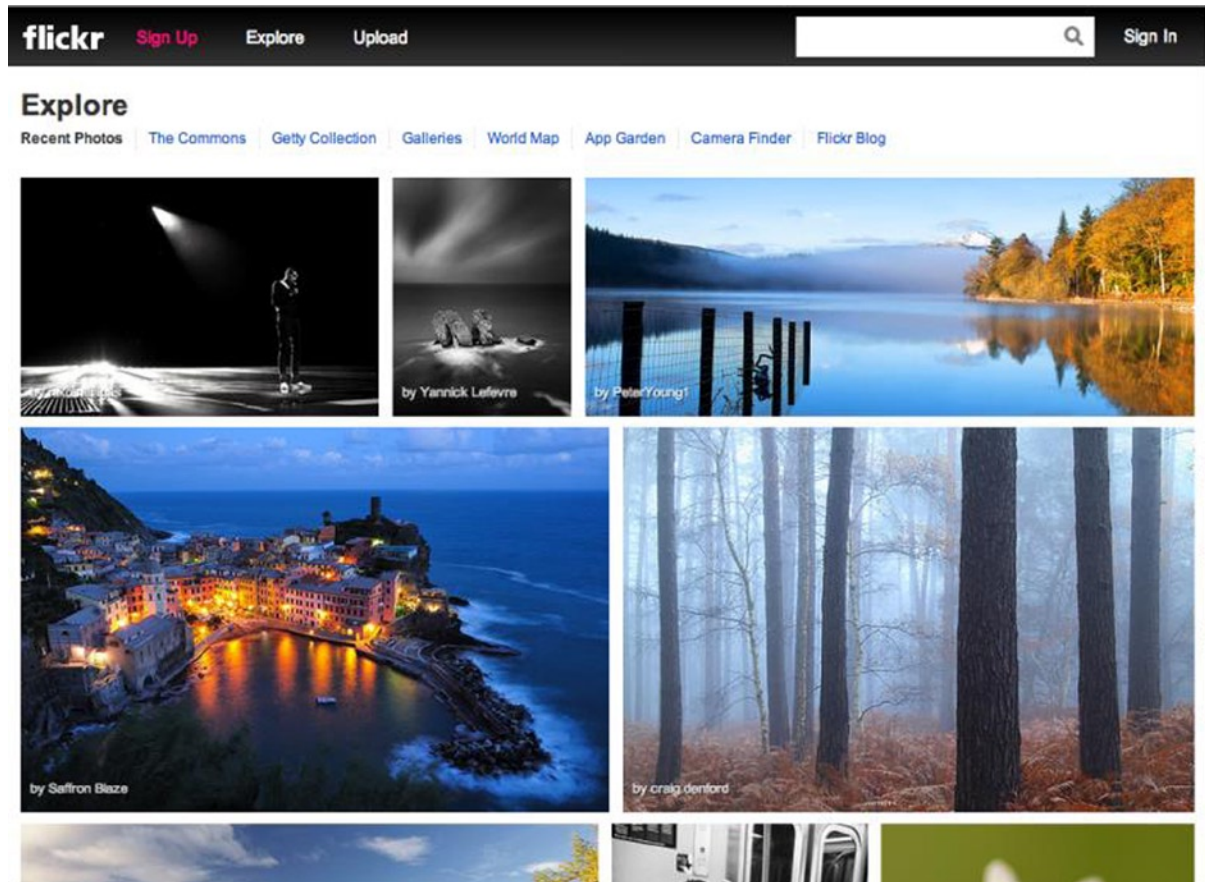 flickr Sign Up Explore Upload Sign In
Explore
Recent Photos The Commons Getty Collection Galleries World Map App Garden Camera Finder Flickr Blog
by Yannick Lefevre
by PeterYoung1
by Saffron Blaze
by craig denford